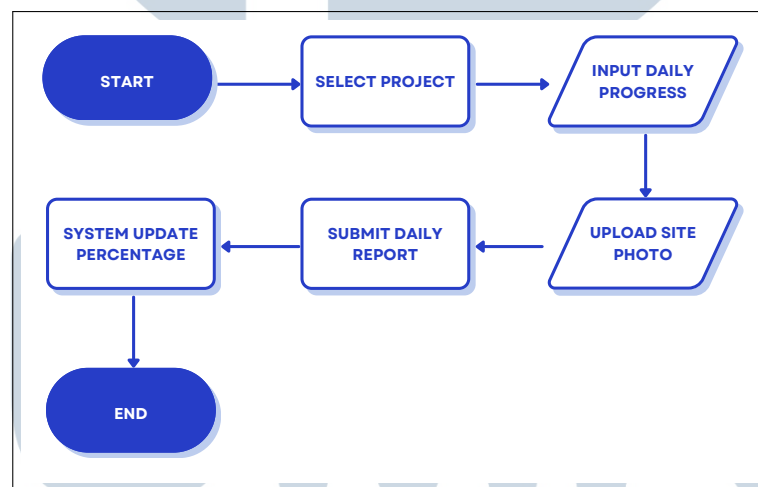 START
SELECT PROJECT
INPUT DAILY
PROGRESS
UPLOAD SITE
PHOTO
SUBMIT DAILY
REPORT
SYSTEM UPDATE
PERCENTAGE
END